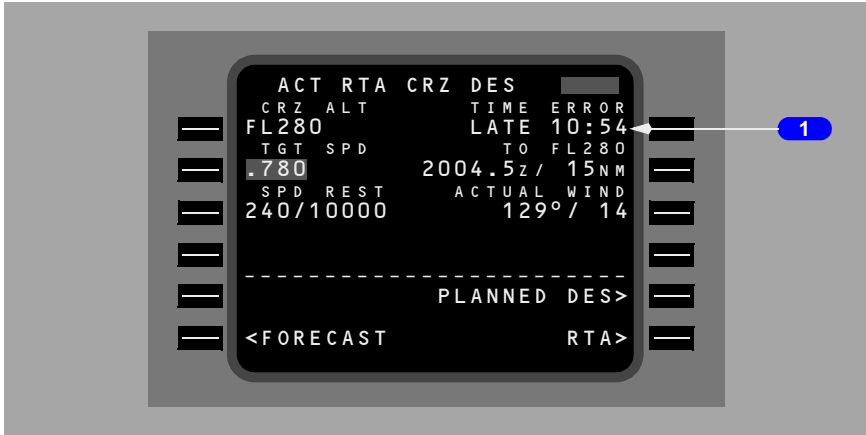 ACT RTA CRZ DES
CRZ ALT TIME ERROR
FL280 LATE 10:54
TGT SPD TO FL280
.780 2004.5Z/ 15NM
SPD REST ACTUAL WIND
240/10000 129°/ 14
------------------------
PLANNED DES>
<FORECAST RTA>
1